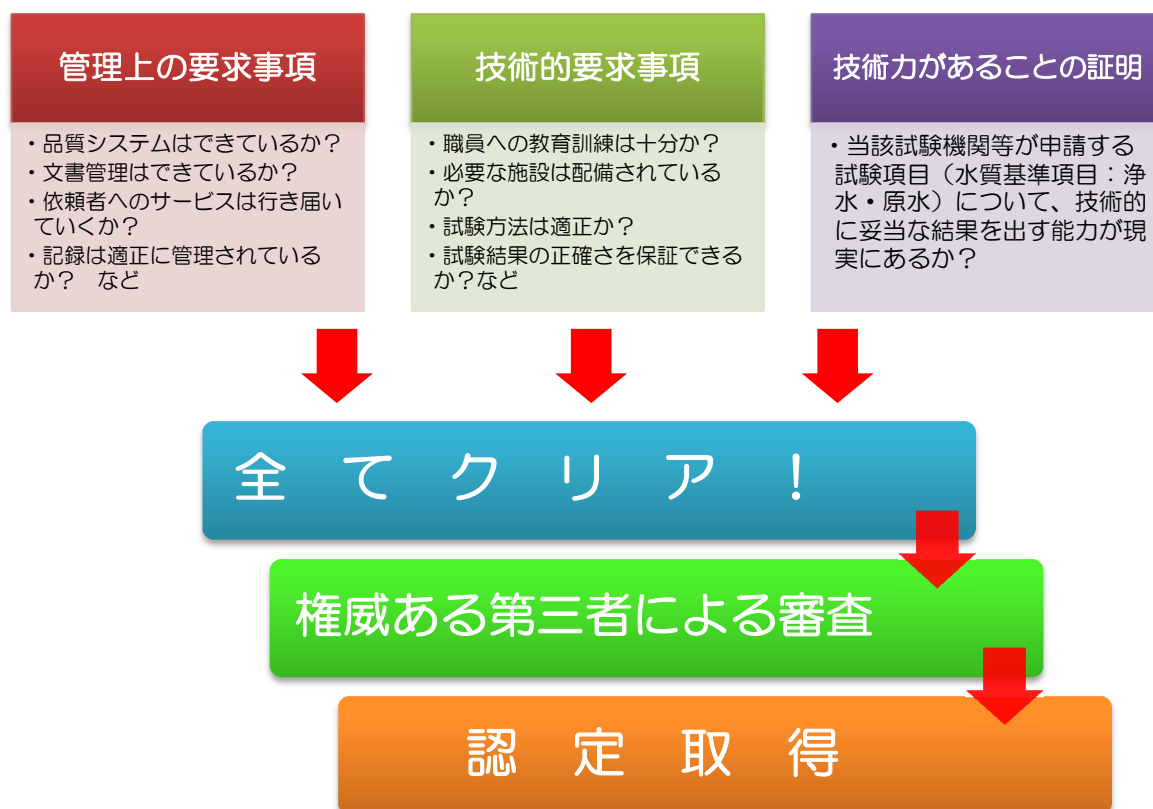 管理上の要求事項
・品質システムはできているか？
・文書管理はできているか？
・依頼者へのサービスは行き届い
ていくか？
・記録は適正に管理されている
か？　など
技術的要求事項
・職員への教育訓練は十分か？
・必要な施設は配備されている
か？
・試験方法は適正か？
・試験結果の正確さを保証できる
か？など
技術力があることの証明
・当該試験機関等が申請する
試験項目（水質基準項目：浄
水・原水）について、技術的
に妥当な結果を出す能力が現
実にあるか？
全　て　ク　リ　ア　！
権威ある第三者による審査
認　定　取　得